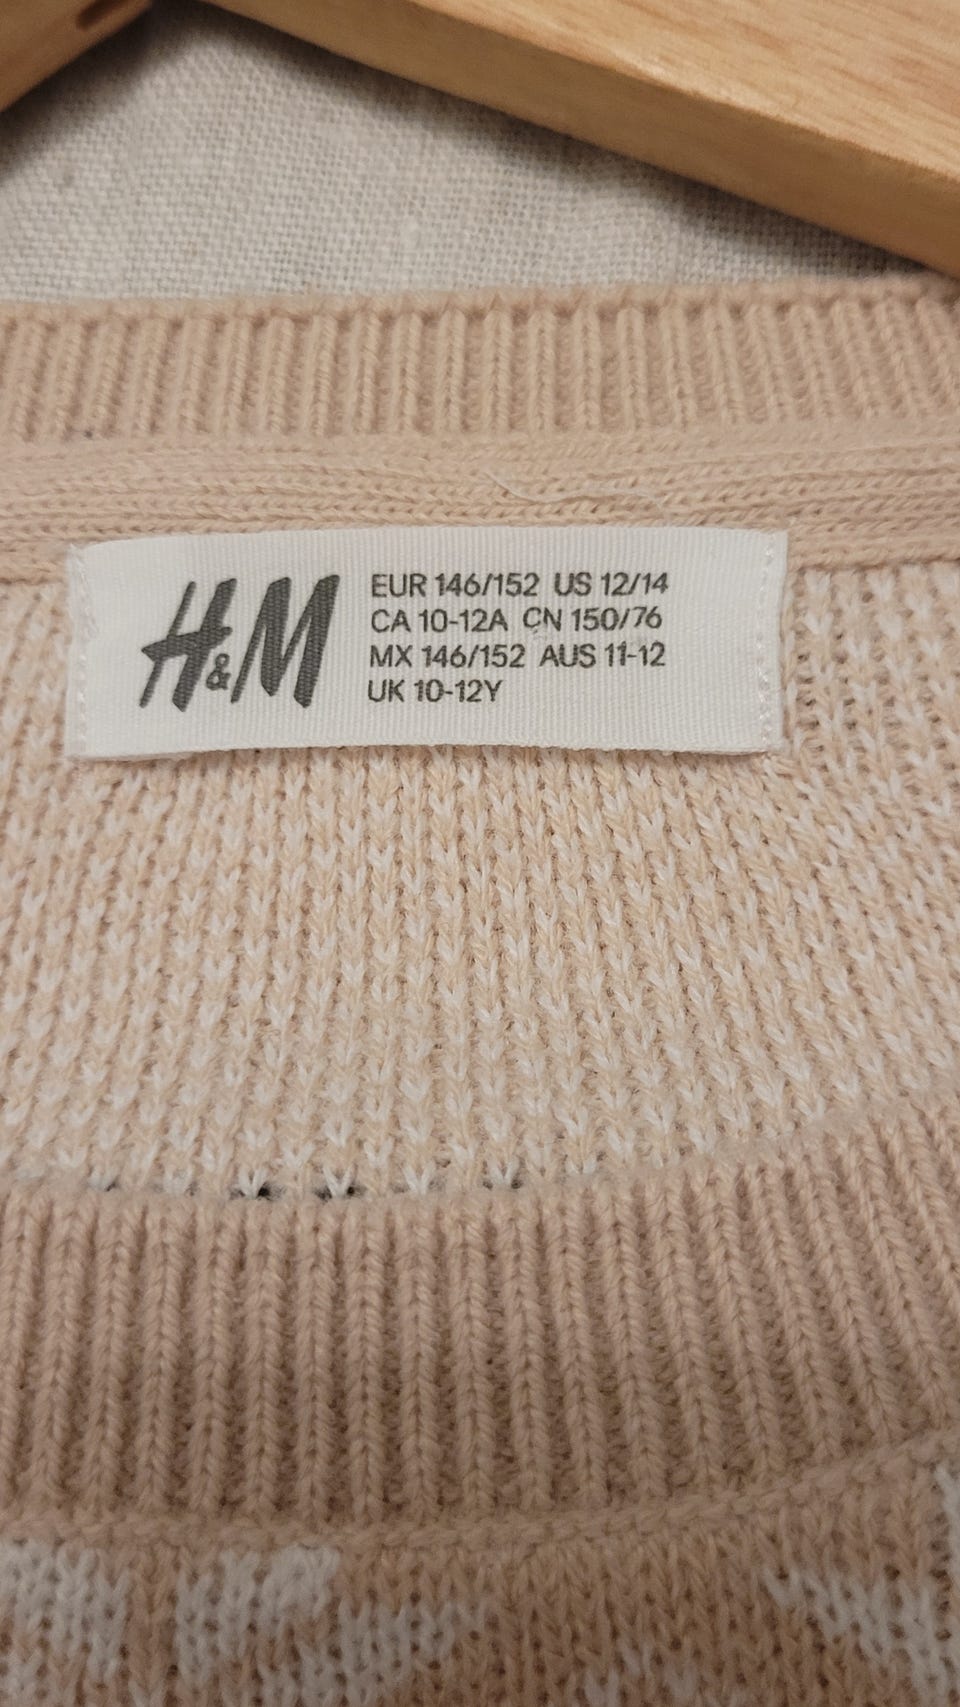 H&M
EUR 146/152 US 12/14
CA 10-12A CN 150/76
MX 146/152 AUS 11-12
UK 10-12Y